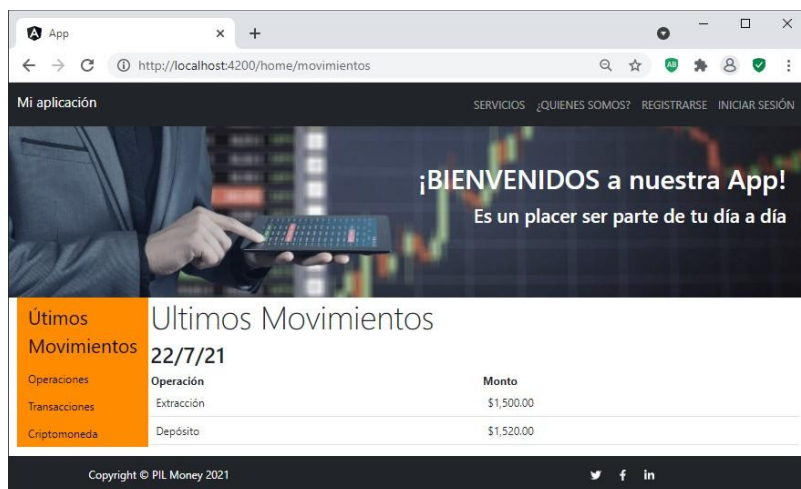 App
http://localhost:4200/home/movimientos
Mi aplicación
SERVICIOS ¿QUIENES SOMOS? REGISTRARSE INICIAR SESIÓN
¡BIENVENIDOS a nuestra App!
Es un placer ser parte de tu día a día
Útimos
Movimientos
Operaciones
Transacciones
Criptomoneda
Ultimos Movimientos
22/7/21
Operación Monto
Extracción $1,500.00
Depósito $1,520.00
Copyright © PIL Money 2021